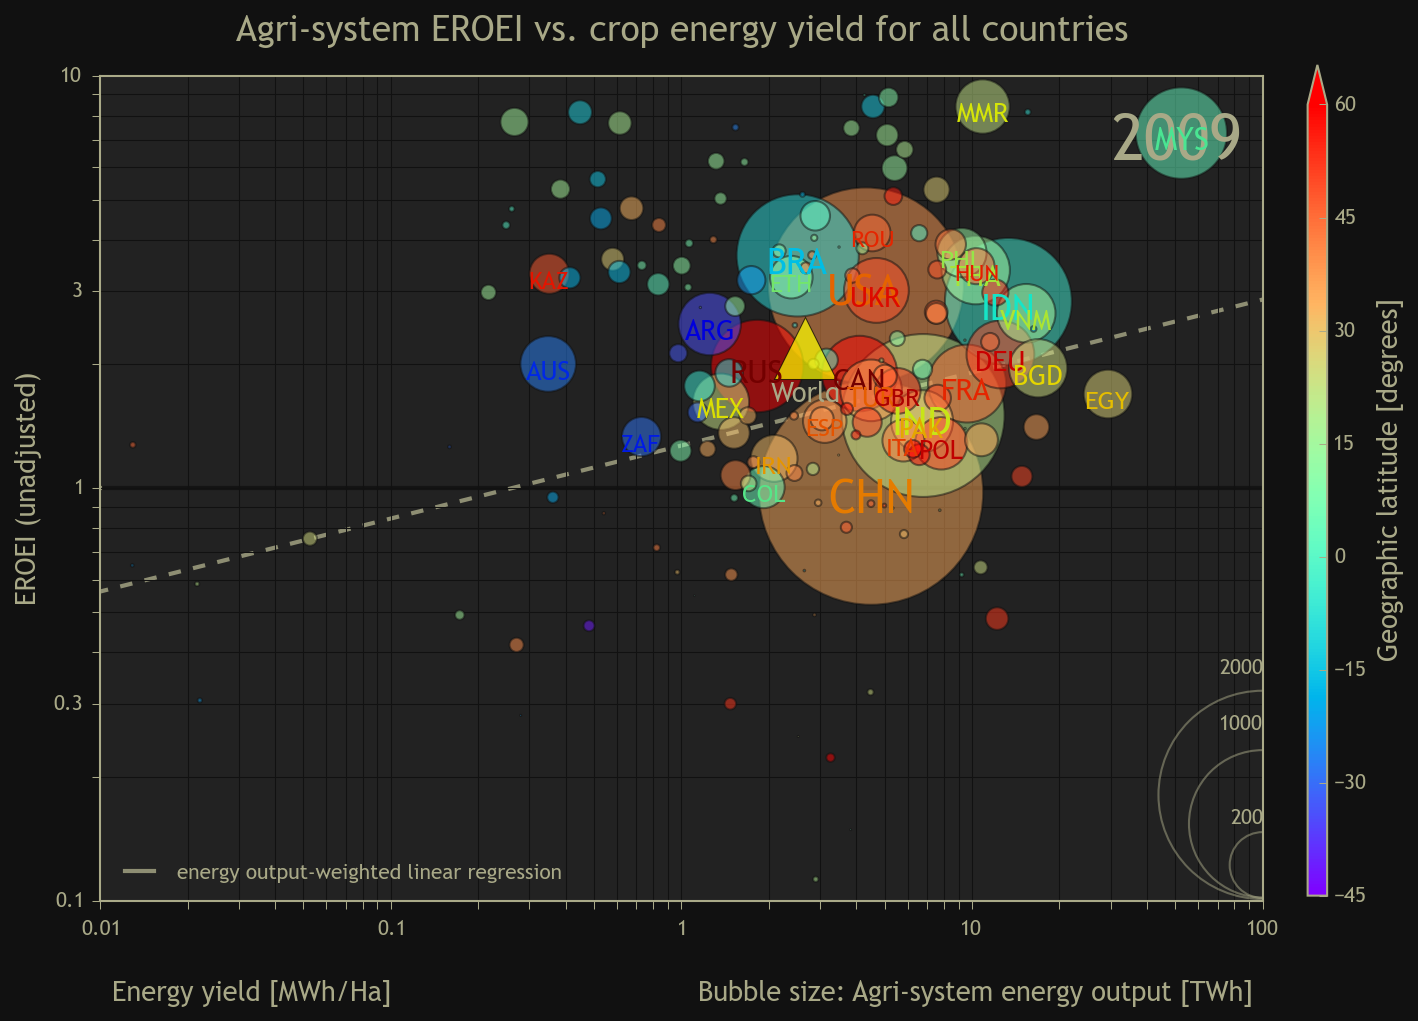 Agri-system EROEI vs. crop energy yield for all countries
10
3
1
0.3
0.1
EROEI (unadjusted)
2009
MMR
MYS
ROU
BRA
PHL
HUN
THA
ETH
USA
UKR
KAZ
IDN
VNM
ARG
DEU
RUS
CAN
BGD
AUS
World
GBR
FRA
TUR
EGY
MEX
IND
ESP
PAK
ZAF
ITA
POL
IRN
COL
CHN
2000
1000
200
energy output-weighted linear regression
0.01
0.1
1
10
100
Energy yield [MWh/Ha]
Bubble size: Agri-system energy output [TWh]
60
45
30
15
0
−15
−30
−45
Geographic latitude [degrees]